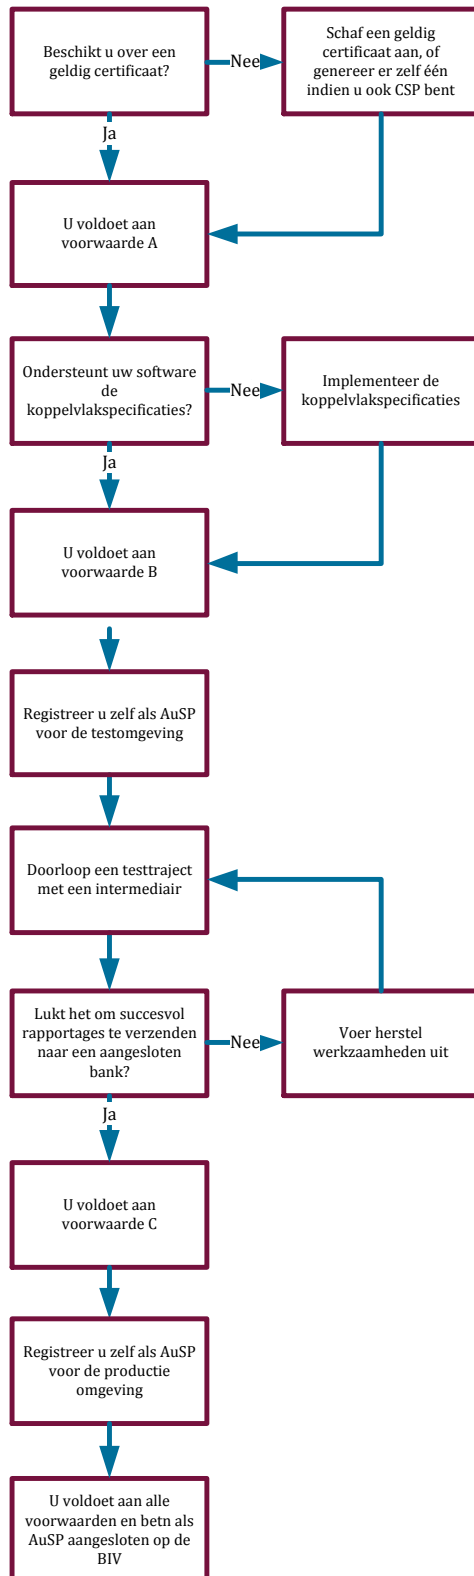 Beschikt u over een
geldig certificaat?
Nee
Schaf een geldig
certificaat aan, of
genereer er zelf één
indien u ook CSP bent
Ja
U voldoet aan
voorwaarde A
Ondersteunt uw software
de
koppelvlakspecificaties?
Nee
Implementeer de
koppelvlakspecificaties
Ja
U voldoet aan
voorwaarde B
Registreer u zelf als AuSP
voor de testomgeving
Doorloop een testtraject
met een intermediair
Lukt het om succesvol
rapportages te verzenden
naar een aangesloten
bank?
Nee
Voer herstel
werkzaamheden uit
Ja
U voldoet aan
voorwaarde C
Registreer u zelf als AuSP
voor de productie
omgeving
U voldoet aan alle
voorwaarden en betn als
AuSP aangesloten op de
BIV